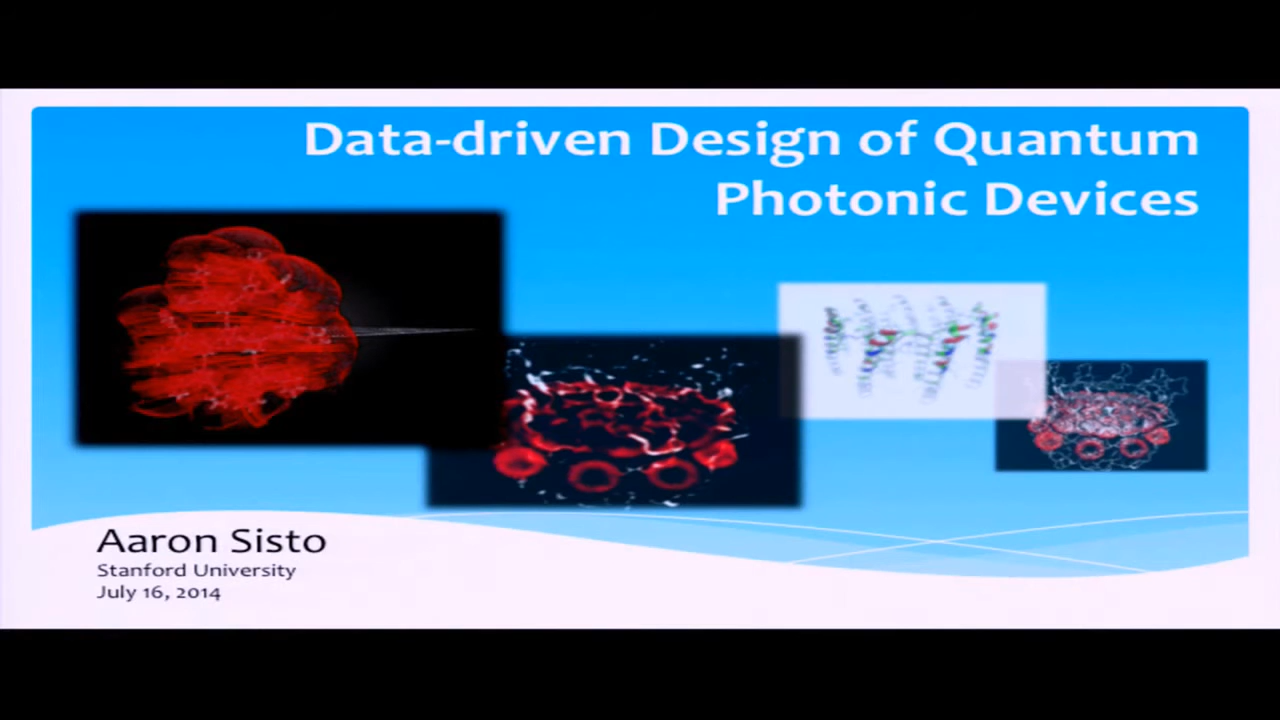 Data-driven Design of Quantum
Photonic Devices
Aaron Sisto
Stanford University
July 16, 2014